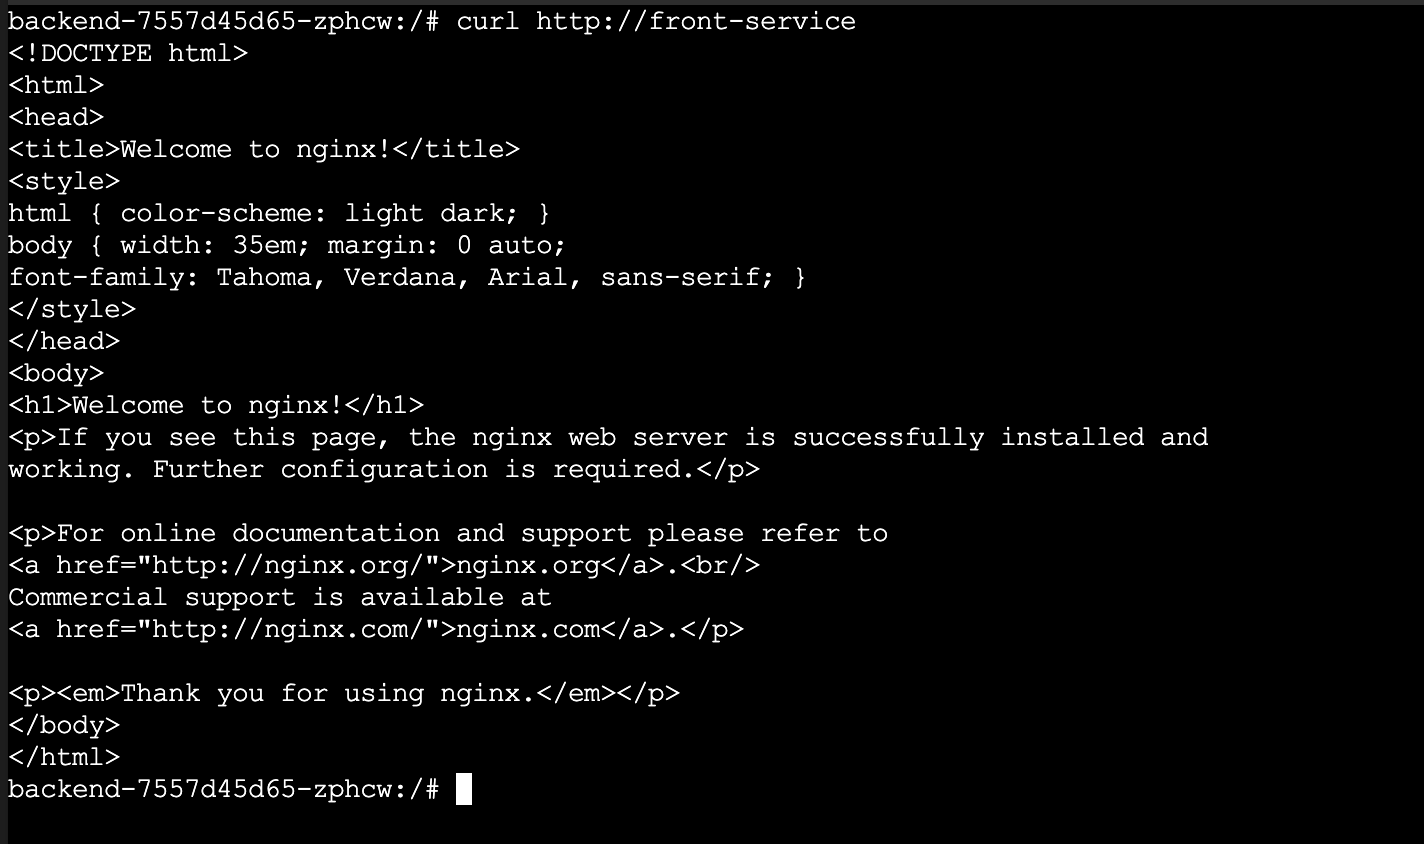 backend-7557d45d65-zphcw:/# curl http://front-service
<!DOCTYPE html>
<html>
<head>
<title>Welcome to nginx!</title>
<style>
html { color-scheme: light dark; }
body { width: 35em; margin: 0 auto;
font-family: Tahoma, Verdana, Arial, sans-serif; }
</style>
</head>
<body>
<h1>Welcome to nginx!</h1>
<p>If you see this page, the nginx web server is successfully installed and
working. Further configuration is required.</p>

<p>For online documentation and support please refer to
<a href="http://nginx.org/">nginx.org</a>.<br/>
Commercial support is available at
<a href="http://nginx.com/">nginx.com</a>.</p>

<p><em>Thank you for using nginx.</em></p>
</body>
</html>
backend-7557d45d65-zphcw:/#